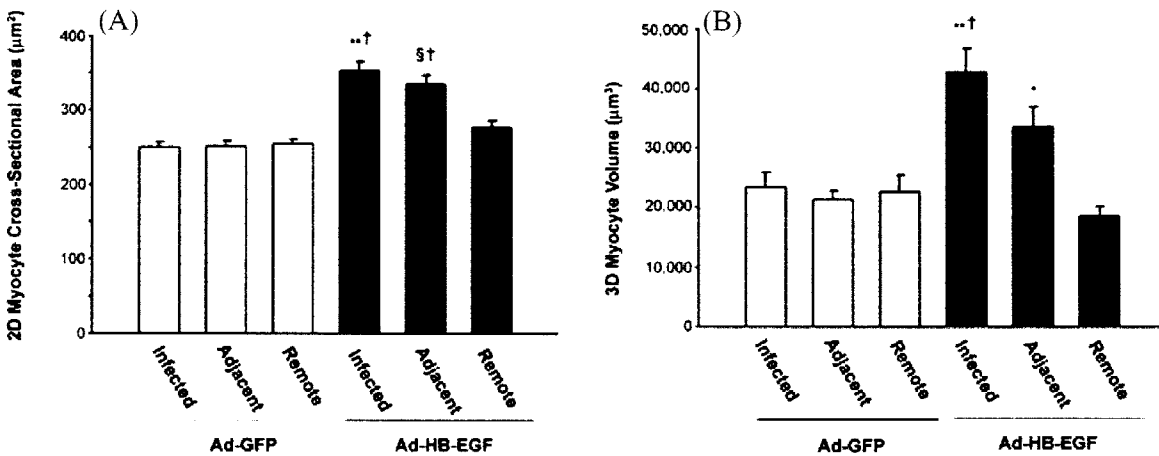 (A)
2D Myocyte Cross-Sectional Area (µm²)
400
350
300
250
200
100
0
··†
§†
Infected
Adjacent
Remote
Infected
Adjacent
Remote
Ad-GFP
Ad-HB-EGF
(B)
3D Myocyte Volume (µm³)
50,000
40,000
30,000
20,000
10,000
0
··†
·
Infected
Adjacent
Remote
Infected
Adjacent
Remote
Ad-GFP
Ad-HB-EGF